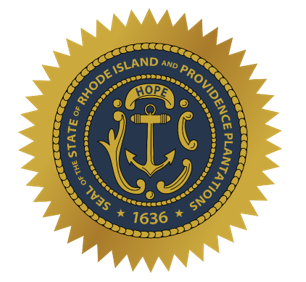 HOPE
SEAL OF THE STATE OF RHODE ISLAND AND PROVIDENCE PLANTATIONS
★ 1636 ★